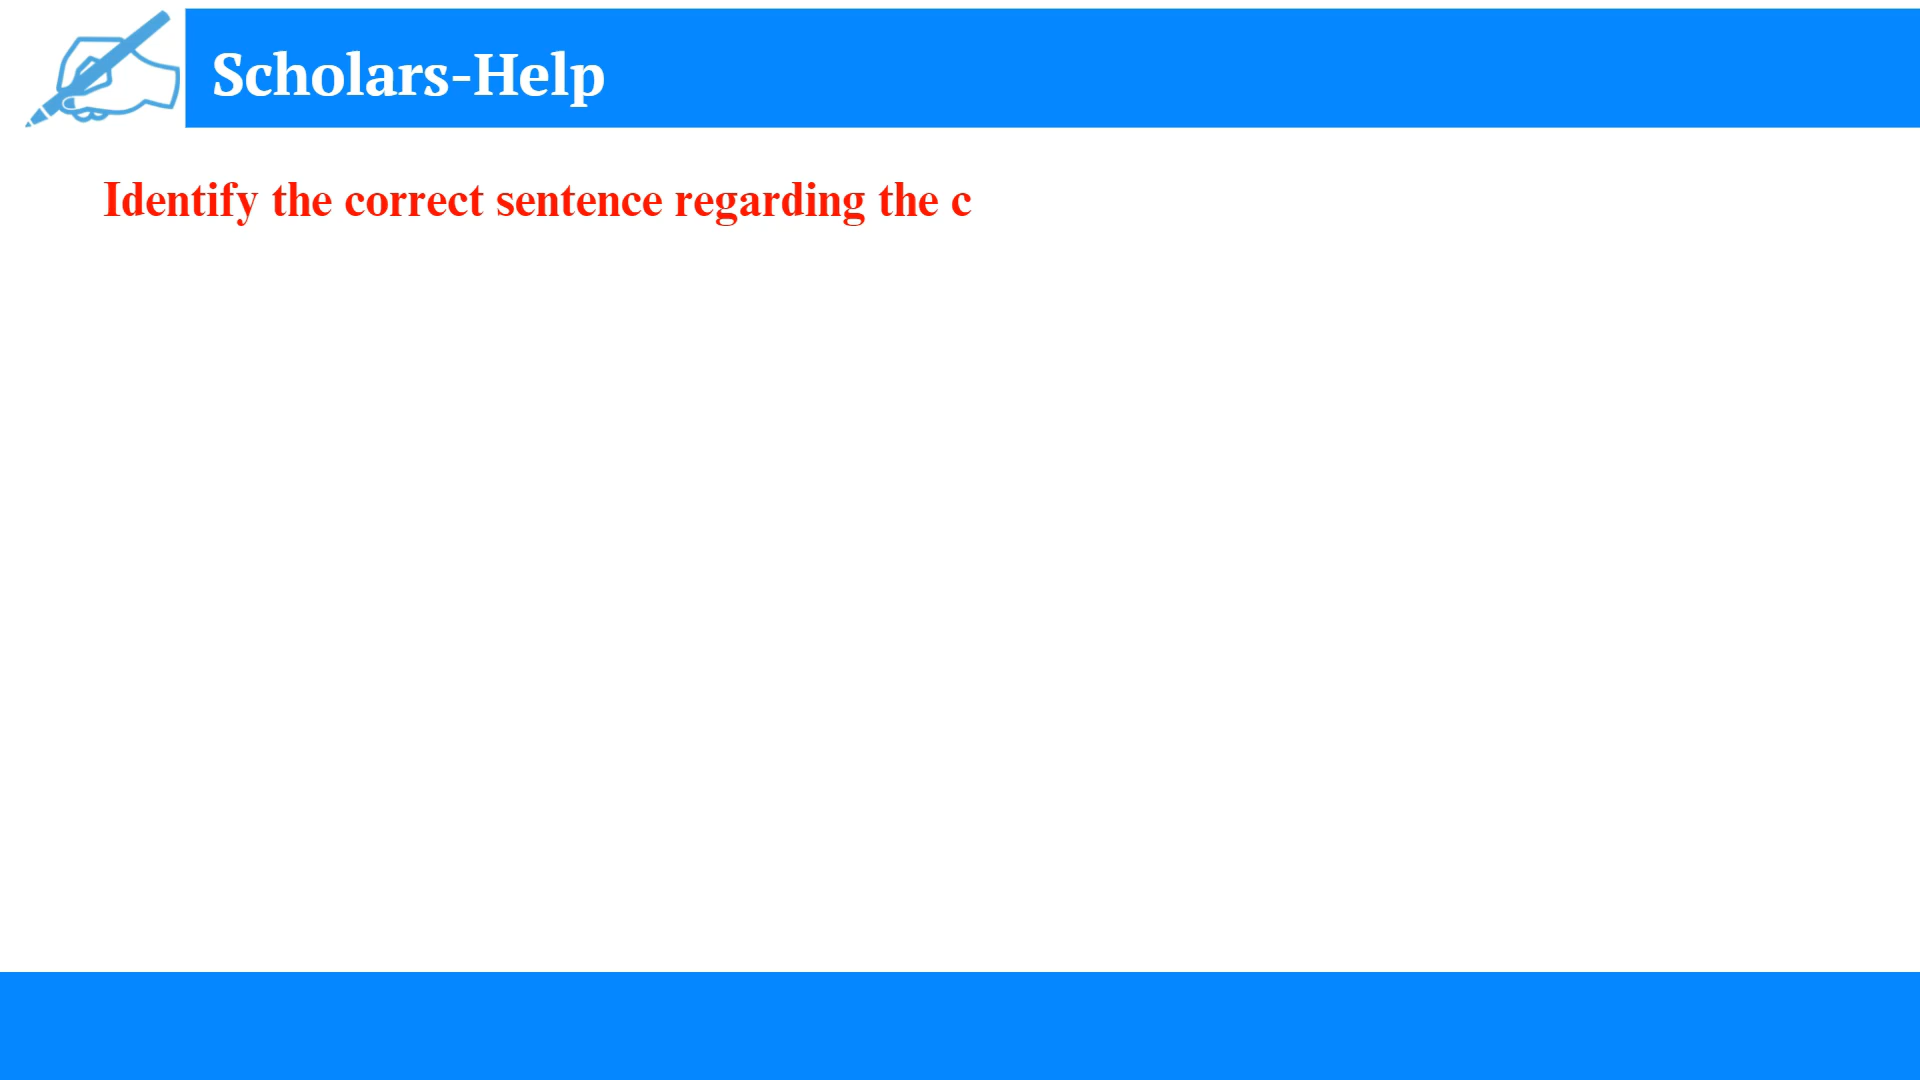 Scholars-Help
Identify the correct sentence regarding the c